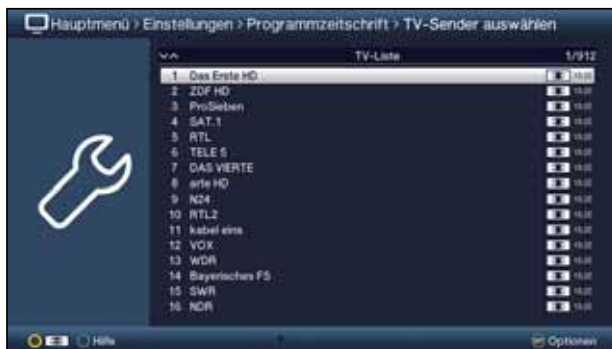 Hauptmenü > Einstellungen > Programmzeitschrift > TV-Sender auswählen
TV-Liste 1/912
1 Das Erste HD
2 ZDF HD
3 ProSieben
4 SAT.1
5 RTL
6 TELE 5
7 DAS VIERTE
8 arte HD
9 N24
10 RTL2
11 kabel eins
12 VOX
13 WDR
14 Bayerisches FS
15 SWR
16 NDR
Hilfe Optionen